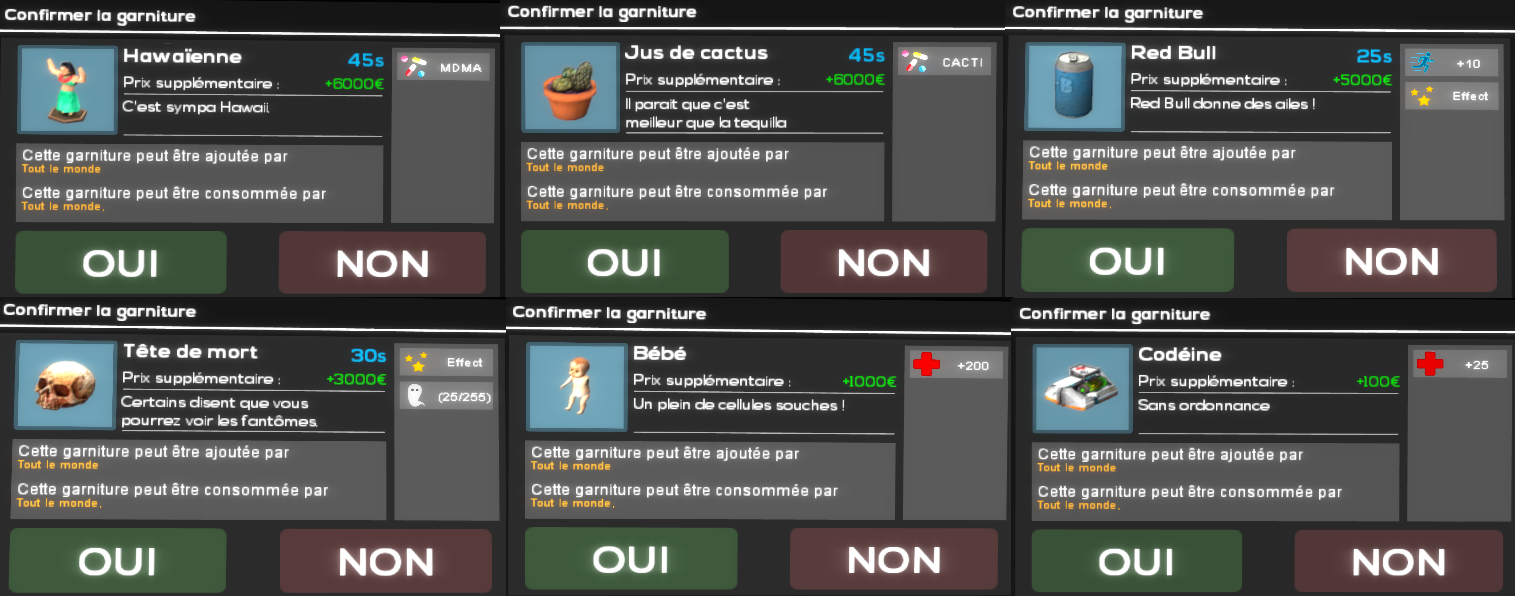 Confirmer la garniture
Hawaïenne
45s
MDMA
Prix supplémentaire :
+6000€
C'est sympa Hawaii.
Cette garniture peut être ajoutée par
Tout le monde
Cette garniture peut être consommée par
Tout le monde.
OUI
NON
Confirmer la garniture
Jus de cactus
45s
CACTI
Prix supplémentaire :
+6000€
Il parait que c'est
meilleur que la tequilla
Cette garniture peut être ajoutée par
Tout le monde
Cette garniture peut être consommée par
Tout le monde.
OUI
NON
Confirmer la garniture
Red Bull
25s
+10
Prix supplémentaire :
+5000€
Effect
Red Bull donne des ailes !
Cette garniture peut être ajoutée par
Tout le monde
Cette garniture peut être consommée par
Tout le monde.
OUI
NON
Confirmer la garniture
Tête de mort
30s
Effect
Prix supplémentaire :
+3000€
(25/255)
Certains disent que vous
pourrez voir les fantômes.
Cette garniture peut être ajoutée par
Tout le monde
Cette garniture peut être consommée par
Tout le monde.
OUI
NON
Confirmer la garniture
Bébé
+200
Prix supplémentaire :
+1000€
Un plein de cellules souches !
Cette garniture peut être ajoutée par
Tout le monde
Cette garniture peut être consommée par
Tout le monde.
OUI
NON
Confirmer la garniture
Codéine
+25
Prix supplémentaire :
+100€
Sans ordonnance
Cette garniture peut être ajoutée par
Tout le monde
Cette garniture peut être consommée par
Tout le monde.
OUI
NON